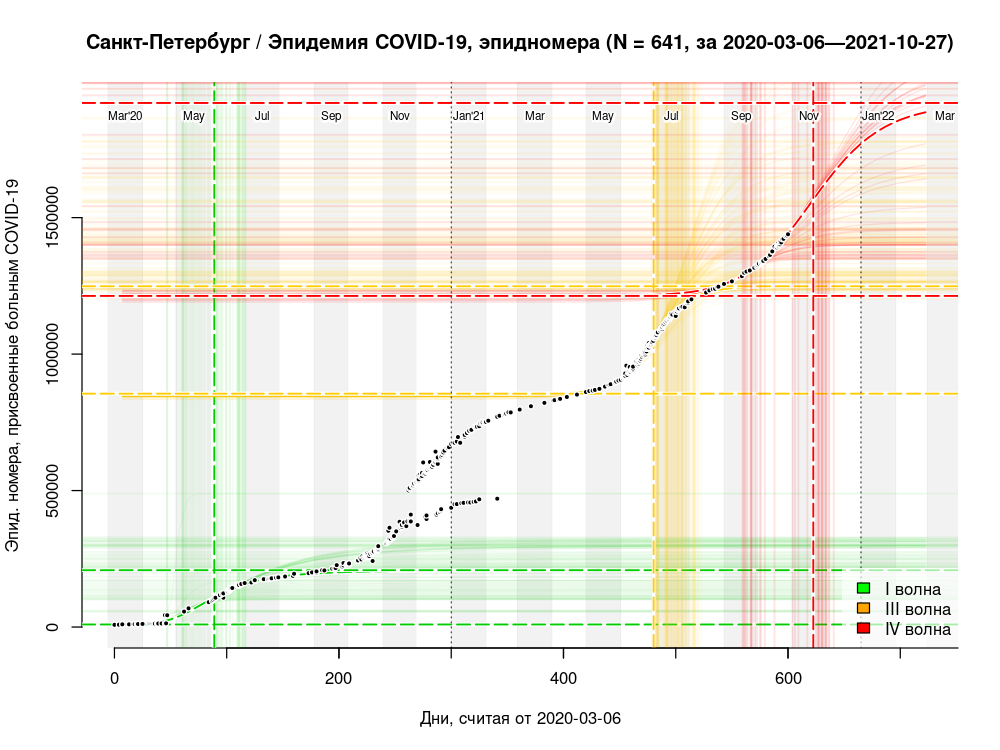 Санкт-Петербург / Эпидемия COVID-19, эпидномера (N = 641, за 2020-03-06—2021-10-27)
Mar'20 May Jul Sep Nov Jan'21 Mar May Jul Sep Nov Jan'22 Mar
Эпид. номера, присвоенные больным COVID-19
1500000
1000000
500000
0
I волна
III волна
IV волна
0 200 400 600
Дни, считая от 2020-03-06